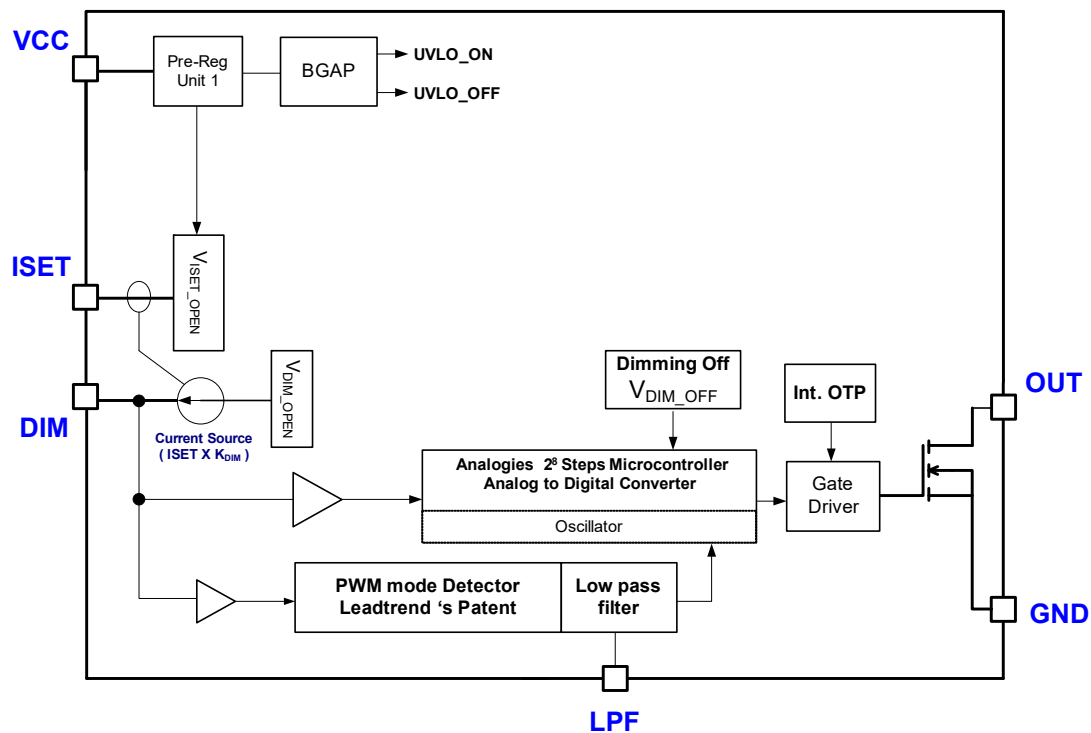 VCC
Pre-Reg
Unit 1
BGAP
UVLO_ON
UVLO_OFF
ISET
VISET_OPEN
DIM
VDIM_OPEN
Current Source
( ISET X KDIM )
Dimming Off
VDIM_OFF
Int. OTP
OUT
Analogies 2⁸ Steps Microcontroller
Analog to Digital Converter
Oscillator
Gate
Driver
PWM mode Detector
Leadtrend ‘s Patent
Low pass
filter
GND
LPF